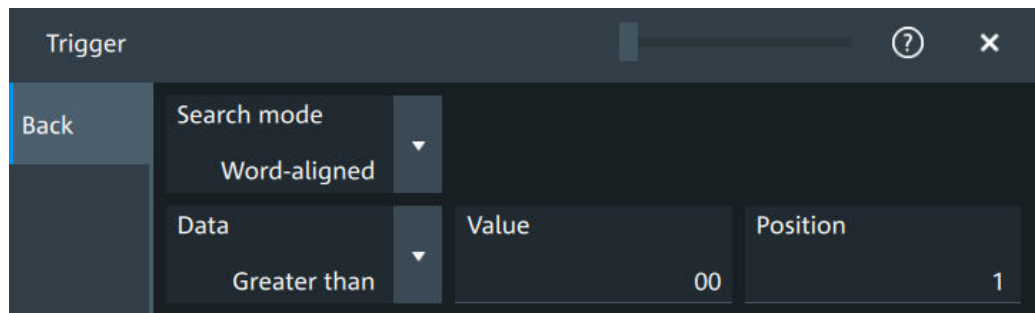 Trigger
Back
Search mode
Word-aligned
Data
Greater than
Value
00
Position
1